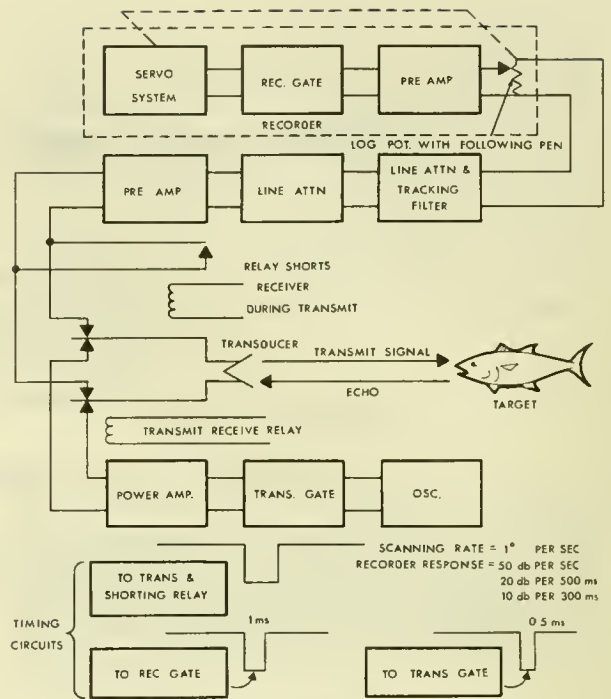 SERVO
SYSTEM
REC. GATE
PRE AMP
RECORDER
LOG POT. WITH FOLLOWING PEN
PRE AMP
LINE ATTN
LINE ATTN &
TRACKING
FILTER
RELAY SHORTS
RECEIVER
DURING TRANSMIT
TRANSDUCER
TRANSMIT SIGNAL
ECHO
TARGET
TRANSMIT RECEIVE RELAY
POWER AMP.
TRANS. GATE
OSC.
SCANNING RATE = 1° PER SEC
RECORDER RESPONSE = 50 db PER SEC
20 db PER 500 ms
10 db PER 300 ms
TO TRANS &
SHORTING RELAY
TIMING
CIRCUITS
1 ms
0.5 ms
TO REC GATE
TO TRANS GATE